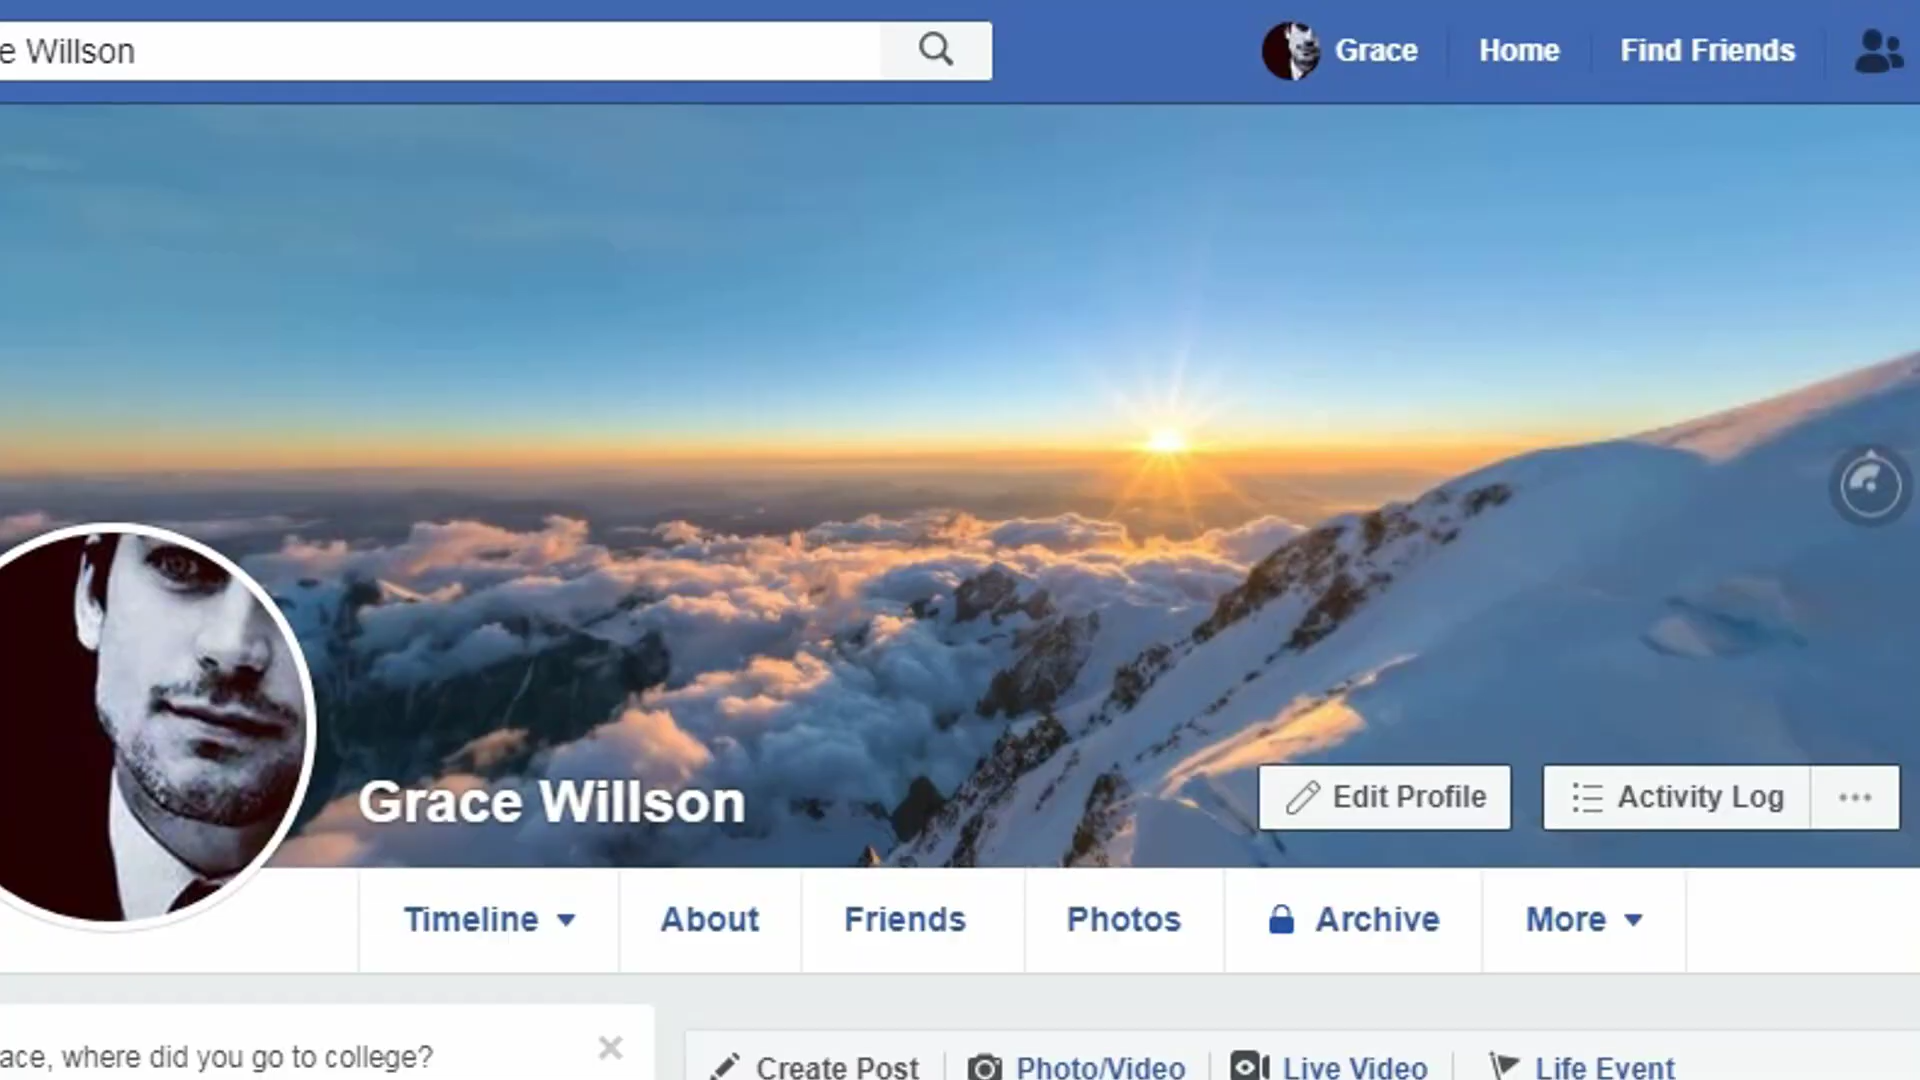 e Willson
Grace
Home
Find Friends
Grace Willson
Edit Profile
Activity Log
Timeline
About
Friends
Photos
Archive
More
ace, where did you go to college?
Create Post
Photo/Video
Live Video
Life Event